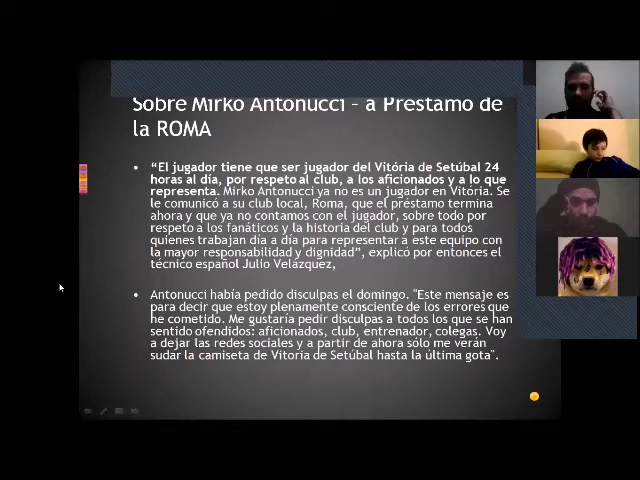 Sobre Mirko Antonucci – a Prestamo de
la ROMA
• “El jugador tiene que ser jugador del Vitória de Setúbal 24
horas al día, por respeto al club, a los aficionados y a lo que
representa. Mirko Antonucci ya no es un jugador en Vitória. Se
le comunicó a su club local, Roma, que el préstamo termina
ahora y que ya no contamos con el jugador, sobre todo por
respeto a los fanáticos y la historia del club y para todos
quienes trabajan día a día para representar a este equipo con
la mayor responsabilidad y dignidad”, explicó por entonces el
técnico español Julio Velázquez,
• Antonucci había pedido disculpas el domingo. "Este mensaje es
para decir que estoy plenamente consciente de los errores que
he cometido. Me gustaría pedir disculpas a todos los que se han
sentido ofendidos: aficionados, club, entrenador, colegas. Voy
a dejar las redes sociales y a partir de ahora sólo me verán
sudar la camiseta de Vitoria de Setúbal hasta la última gota".